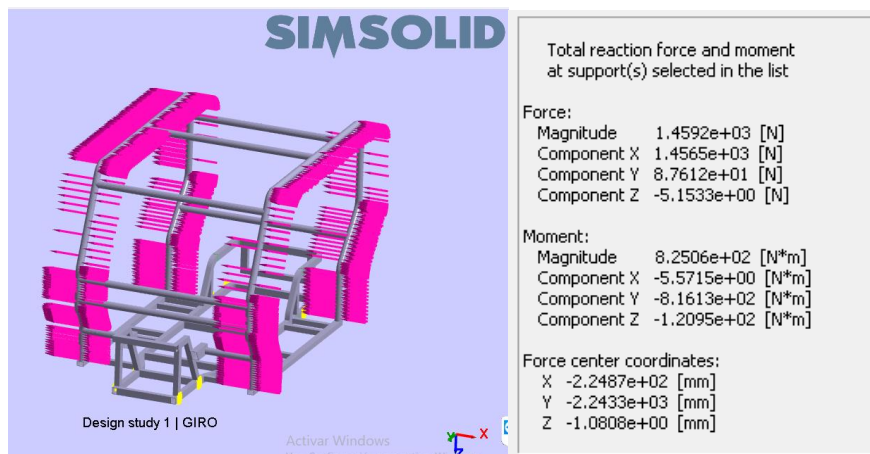 SIMSOLID
Design study 1 | GIRO
Activar Windows
X
Y
Z
Total reaction force and moment
at support(s) selected in the list
Force:
Magnitude 1.4592e+03 [N]
Component X 1.4565e+03 [N]
Component Y 8.7612e+01 [N]
Component Z -5.1533e+00 [N]
Moment:
Magnitude 8.2506e+02 [N*m]
Component X -5.5715e+00 [N*m]
Component Y -8.1613e+02 [N*m]
Component Z -1.2095e+02 [N*m]
Force center coordinates:
X -2.2487e+02 [mm]
Y -2.2433e+03 [mm]
Z -1.0808e+00 [mm]